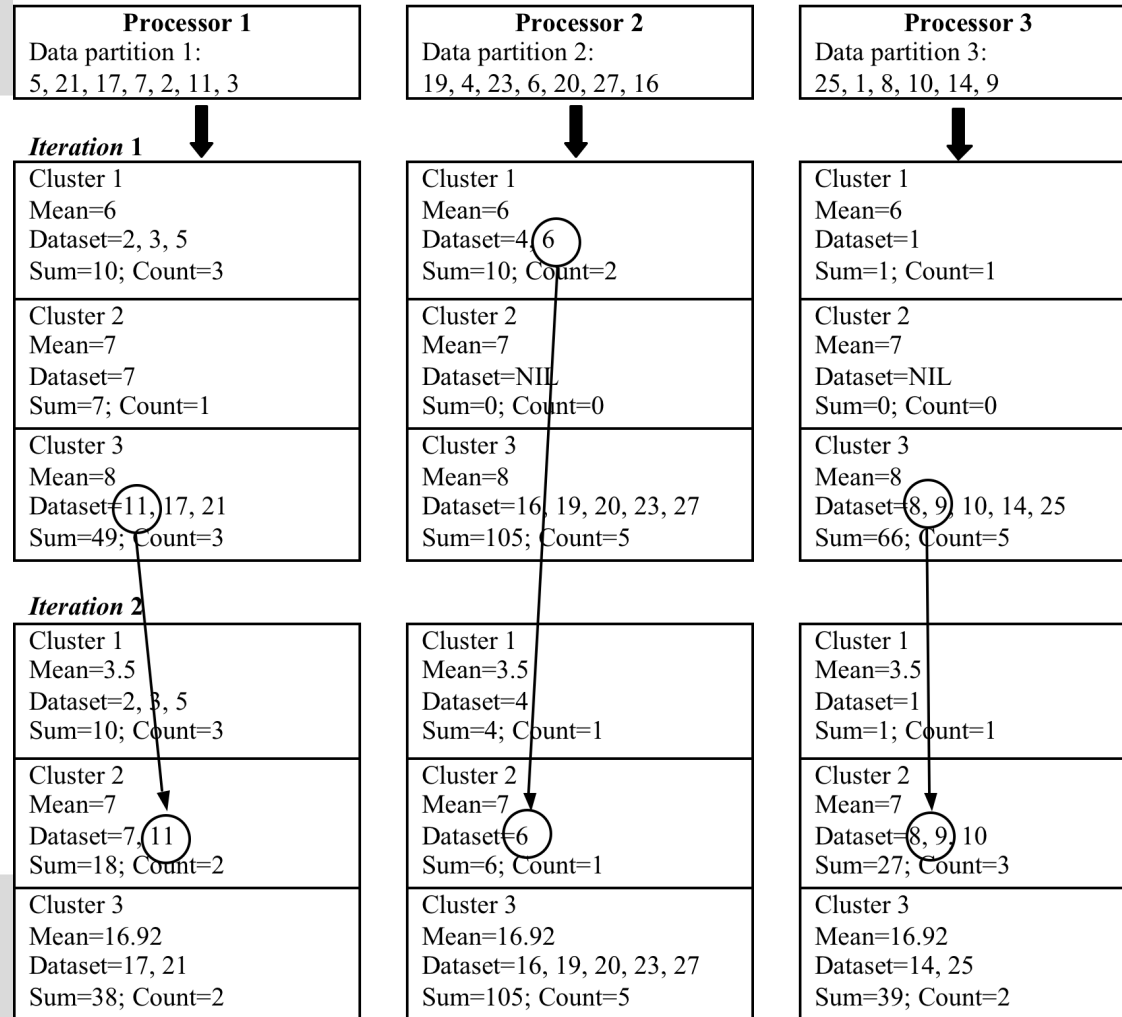 Processor 1
Data partition 1:
5, 21, 17, 7, 2, 11, 3
Processor 2
Data partition 2:
19, 4, 23, 6, 20, 27, 16
Processor 3
Data partition 3:
25, 1, 8, 10, 14, 9
Iteration 1
Cluster 1
Mean=6
Dataset=2, 3, 5
Sum=10; Count=3
Cluster 2
Mean=7
Dataset=7
Sum=7; Count=1
Cluster 3
Mean=8
Dataset=11, 17, 21
Sum=49; Count=3
Cluster 1
Mean=6
Dataset=4, 6
Sum=10; Count=2
Cluster 2
Mean=7
Dataset=NIL
Sum=0; Count=0
Cluster 3
Mean=8
Dataset=16, 19, 20, 23, 27
Sum=105; Count=5
Cluster 1
Mean=6
Dataset=1
Sum=1; Count=1
Cluster 2
Mean=7
Dataset=NIL
Sum=0; Count=0
Cluster 3
Mean=8
Dataset=8, 9, 10, 14, 25
Sum=66; Count=5
Iteration 2
Cluster 1
Mean=3.5
Dataset=2, 3, 5
Sum=10; Count=3
Cluster 2
Mean=7
Dataset=7, 11
Sum=18; Count=2
Cluster 3
Mean=16.92
Dataset=17, 21
Sum=38; Count=2
Cluster 1
Mean=3.5
Dataset=4
Sum=4; Count=1
Cluster 2
Mean=7
Dataset=6
Sum=6; Count=1
Cluster 3
Mean=16.92
Dataset=16, 19, 20, 23, 27
Sum=105; Count=5
Cluster 1
Mean=3.5
Dataset=1
Sum=1; Count=1
Cluster 2
Mean=7
Dataset=8, 9, 10
Sum=27; Count=3
Cluster 3
Mean=16.92
Dataset=14, 25
Sum=39; Count=2